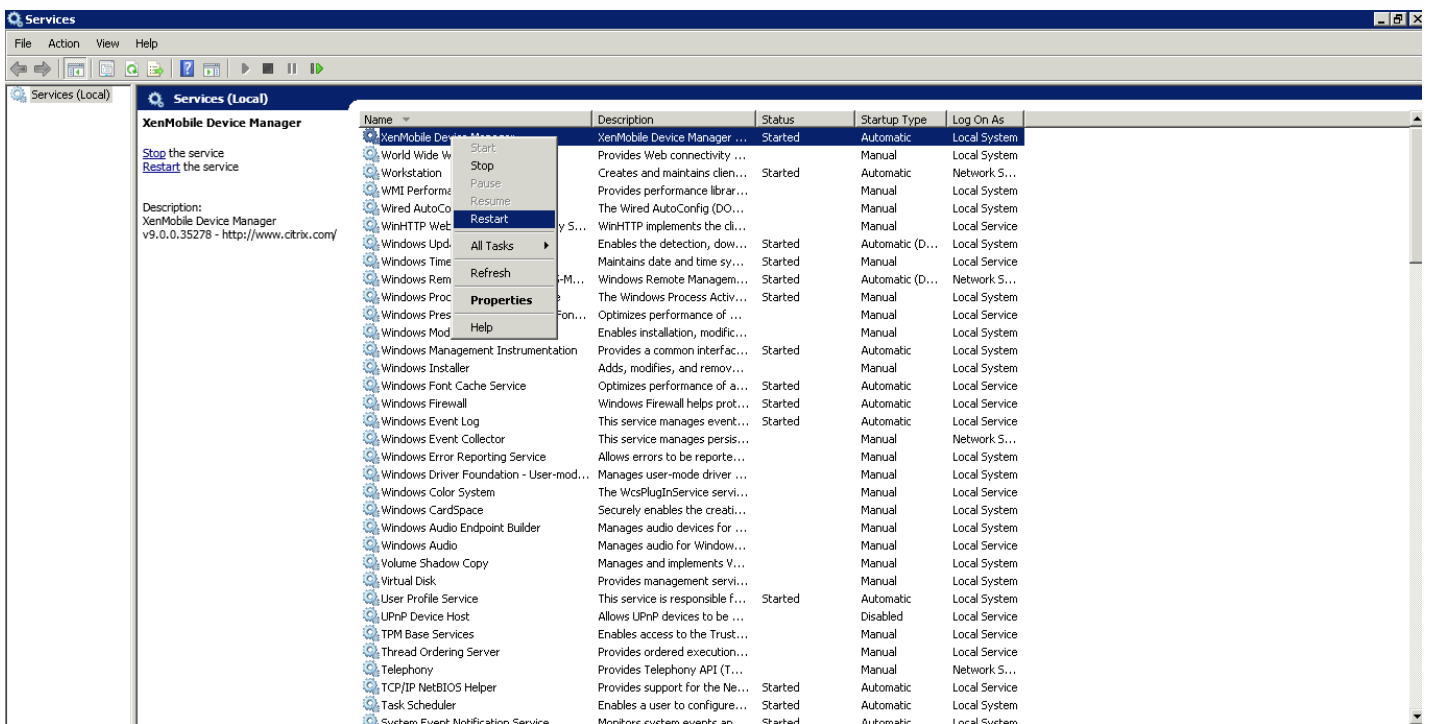 Services
File Action View Help
Services (Local)
Services (Local)
XenMobile Device Manager
Stop the service
Restart the service
Description:
XenMobile Device Manager
v9.0.0.35278 - http://www.citrix.com/
Name Description Status Startup Type Log On As
XenMobile Device Manager XenMobile Device Manager ... Started Automatic Local System
World Wide W Provides Web connectivity ... Manual Local System
Workstation Creates and maintains clien... Started Automatic Network S...
WMI Performa Provides performance librar... Manual Local System
Wired AutoCo The Wired AutoConfig (DO... Manual Local System
WinHTTP Web y S... WinHTTP implements the cli... Manual Local Service
Windows Upd Enables the detection, dow... Started Automatic (D... Local System
Windows Time Maintains date and time sy... Started Manual Local Service
Windows Rem S-M... Windows Remote Managem... Started Automatic (D... Network S...
Windows Proc e The Windows Process Activ... Started Manual Local System
Windows Pres Fon... Optimizes performance of ... Manual Local Service
Windows Mod Enables installation, modific... Manual Local System
Start
Stop
Pause
Resume
Restart
All Tasks
Refresh
Properties
Help
Windows Management Instrumentation Provides a common interfac... Started Automatic Local System
Windows Installer Adds, modifies, and remov... Manual Local System
Windows Font Cache Service Optimizes performance of a... Started Automatic Local Service
Windows Firewall Windows Firewall helps prot... Started Automatic Local Service
Windows Event Log This service manages event... Started Automatic Local Service
Windows Event Collector This service manages persis... Manual Network S...
Windows Error Reporting Service Allows errors to be reporte... Manual Local System
Windows Driver Foundation - User-mod... Manages user-mode driver ... Manual Local System
Windows Color System The WcsPlugInService servi... Manual Local Service
Windows CardSpace Securely enables the creati... Manual Local System
Windows Audio Endpoint Builder Manages audio devices for ... Manual Local System
Windows Audio Manages audio for Window... Manual Local Service
Volume Shadow Copy Manages and implements V... Manual Local System
Virtual Disk Provides management servi... Manual Local System
User Profile Service This service is responsible f... Started Automatic Local System
UPnP Device Host Allows UPnP devices to be ... Disabled Local Service
TPM Base Services Enables access to the Trust... Manual Local Service
Thread Ordering Server Provides ordered execution... Manual Local Service
Telephony Provides Telephony API (T... Manual Network S...
TCP/IP NetBIOS Helper Provides support for the Ne... Started Automatic Local Service
Task Scheduler Enables a user to configure... Started Automatic Local System
System Event Notification Service Monitors system events an... Started Automatic Local System